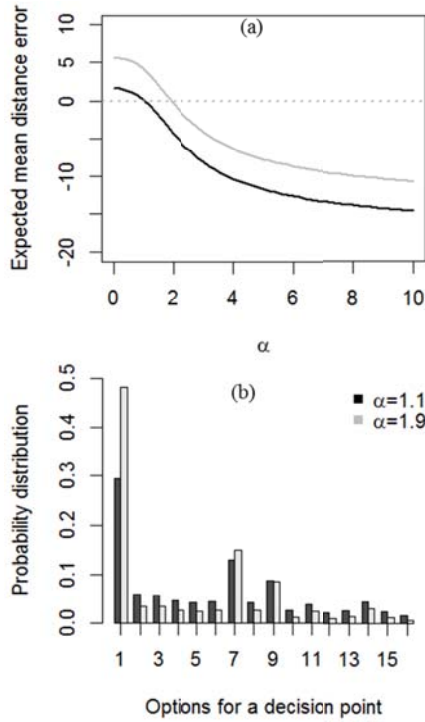 (a)
Expected mean distance error
10
5
0
-10
-20
0 2 4 6 8 10
α
(b)
α=1.1
α=1.9
Probability distribution
0.5
0.4
0.3
0.2
0.1
0.0
1 3 5 7 9 11 13 15
Options for a decision point